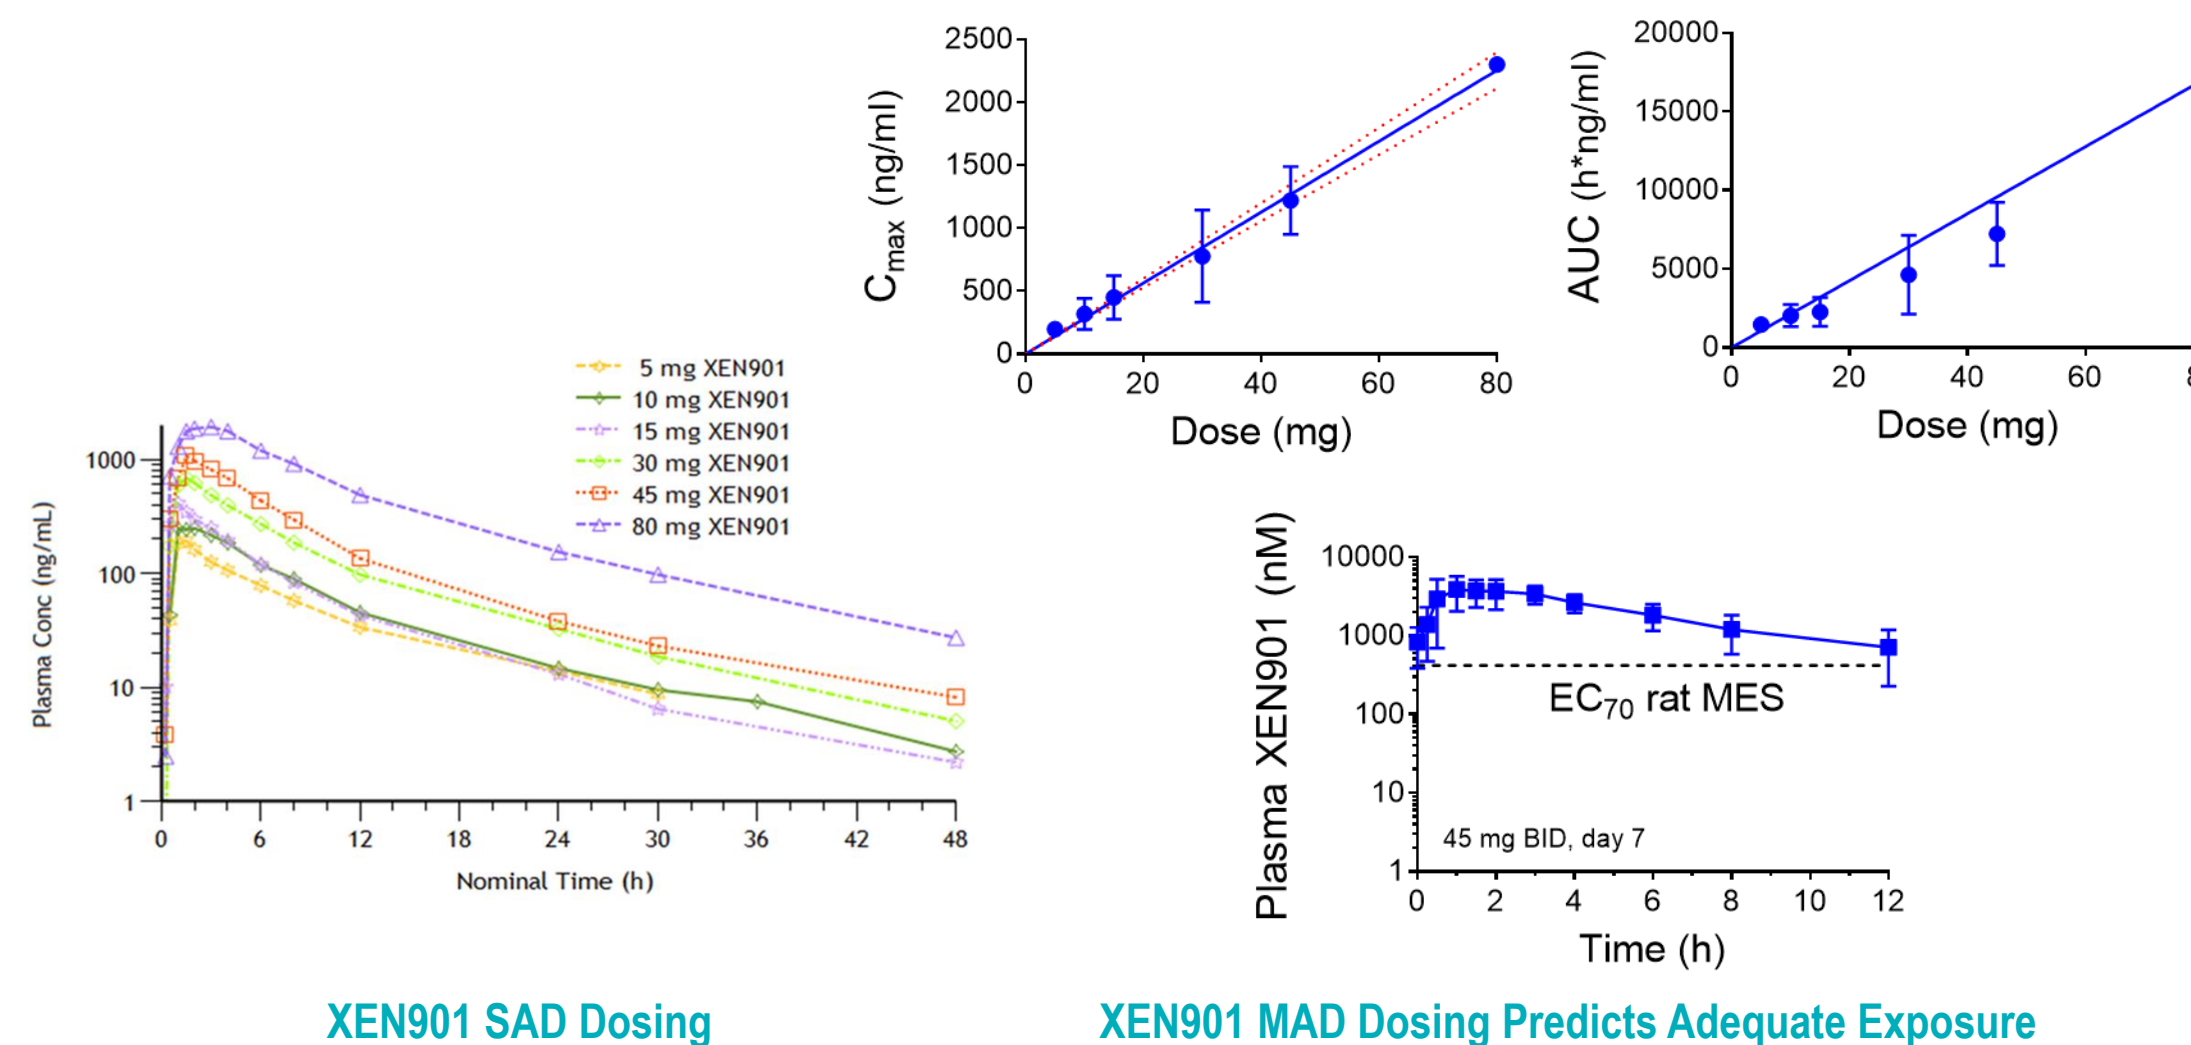 2500
2000
1500
1000
500
0
0 20 40 60 80
Cmax (ng/ml)
Dose (mg)
20000
15000
10000
5000
0
0 20 40 60
AUC (h*ng/ml)
Dose (mg)
5 mg XEN901
10 mg XEN901
15 mg XEN901
30 mg XEN901
45 mg XEN901
80 mg XEN901
1000
100
10
1
0 6 12 18 24 30 36 42 48
Plasma Conc (ng/mL)
Nominal Time (h)
10000
1000
100
10
1
EC70 rat MES
45 mg BID, day 7
0 2 4 6 8 10 12
Plasma XEN901 (nM)
Time (h)
XEN901 SAD Dosing
XEN901 MAD Dosing Predicts Adequate Exposure